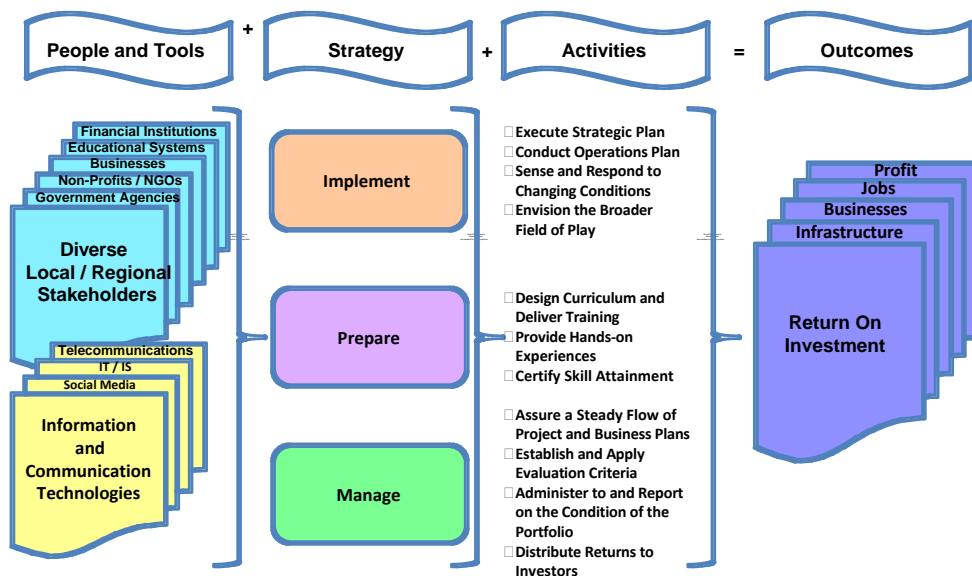 People and Tools
+
Strategy
+
Activities
=
Outcomes
Financial Institutions
Educational Systems
Businesses
Non-Profits / NGOs
Government Agencies
Diverse
Local / Regional
Stakeholders
Telecommunications
IT / IS
Social Media
Information
and
Communication
Technologies
Implement
Prepare
Manage
Execute Strategic Plan
Conduct Operations Plan
Sense and Respond to
Changing Conditions
Envision the Broader
Field of Play
Design Curriculum and
Deliver Training
Provide Hands-on
Experiences
Certify Skill Attainment
Assure a Steady Flow of
Project and Business Plans
Establish and Apply
Evaluation Criteria
Administer to and Report
on the Condition of the
Portfolio
Distribute Returns to
Investors
Profit
Jobs
Businesses
Infrastructure
Return On
Investment